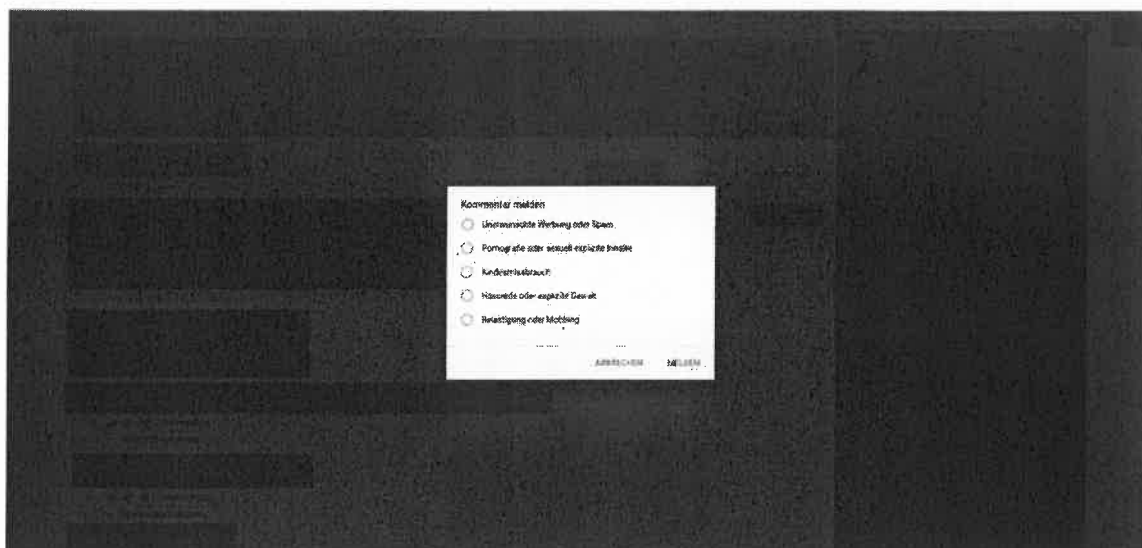 Kommentar melden
Unerwünschte Werbung oder Spam
Pornografie oder sexuell explizite Inhalte
Kindesmissbrauch
Hassrede oder explizite Gewalt
Belästigung oder Mobbing
ABBRECHEN MELDEN